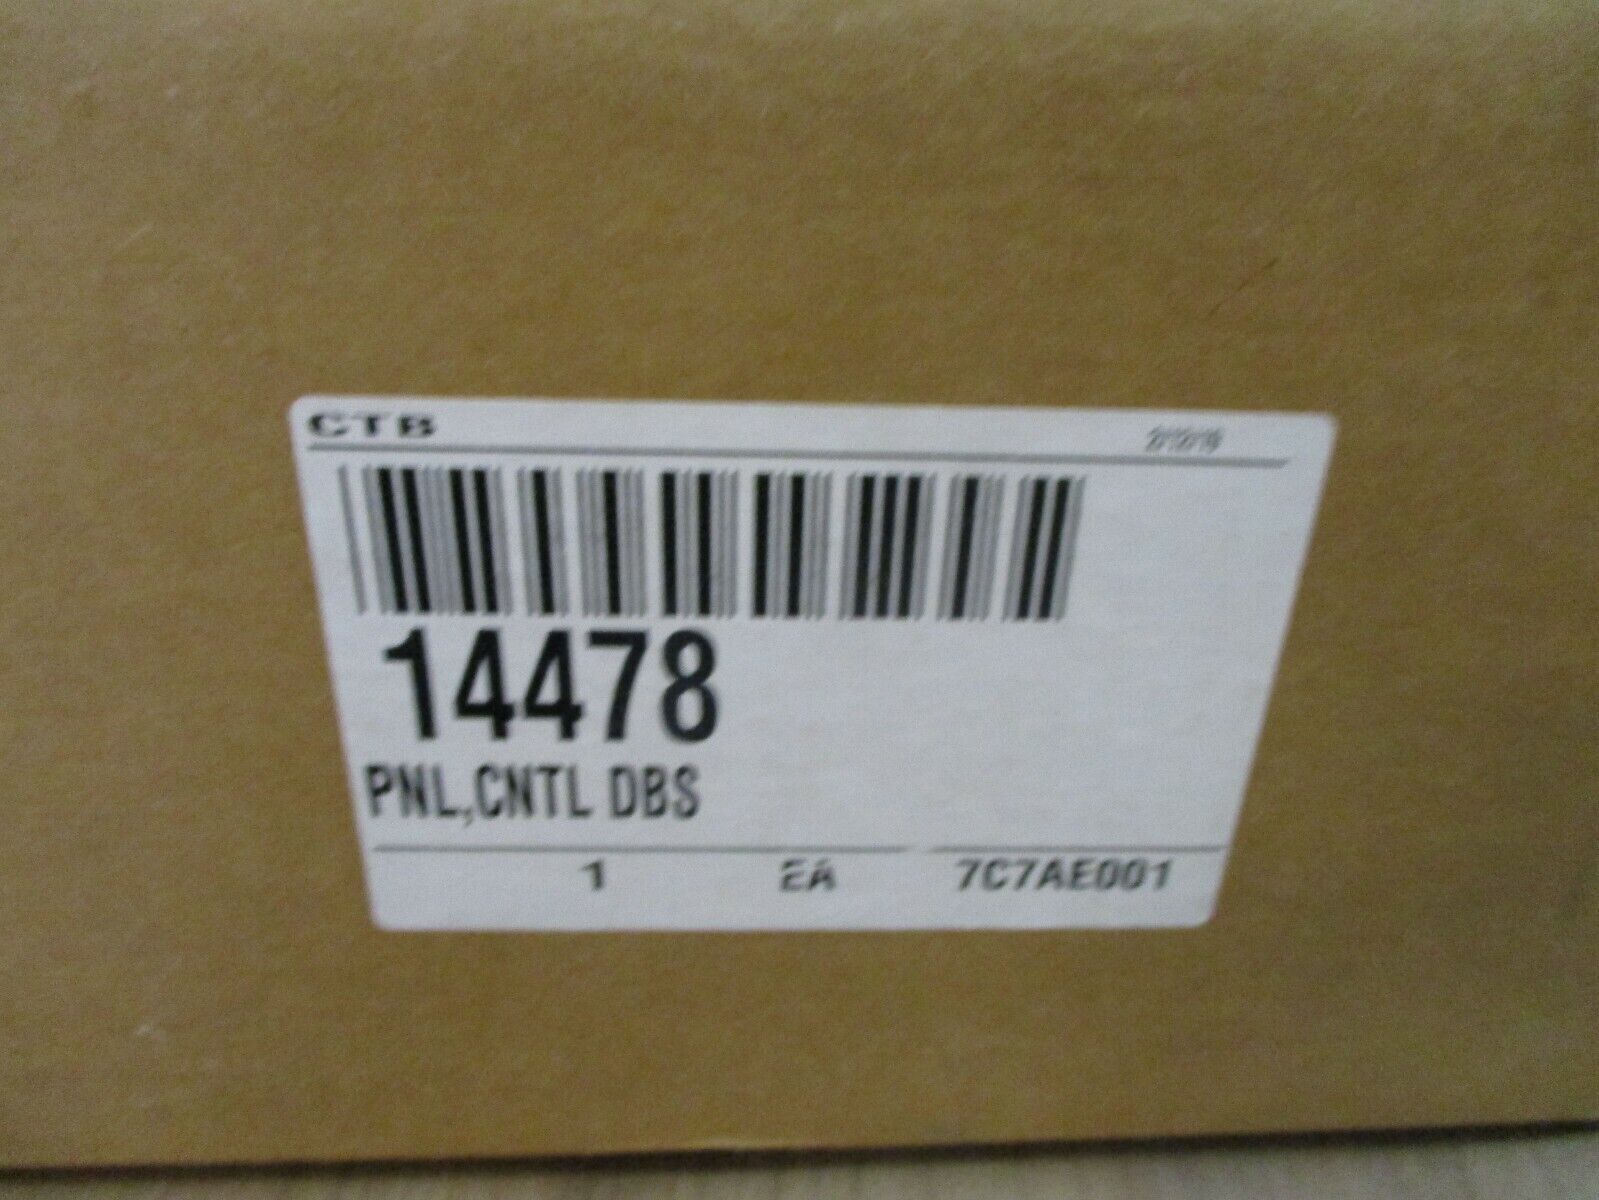 CTB
14478
PNL,CNTL DBS
1 EA 7C7AE001